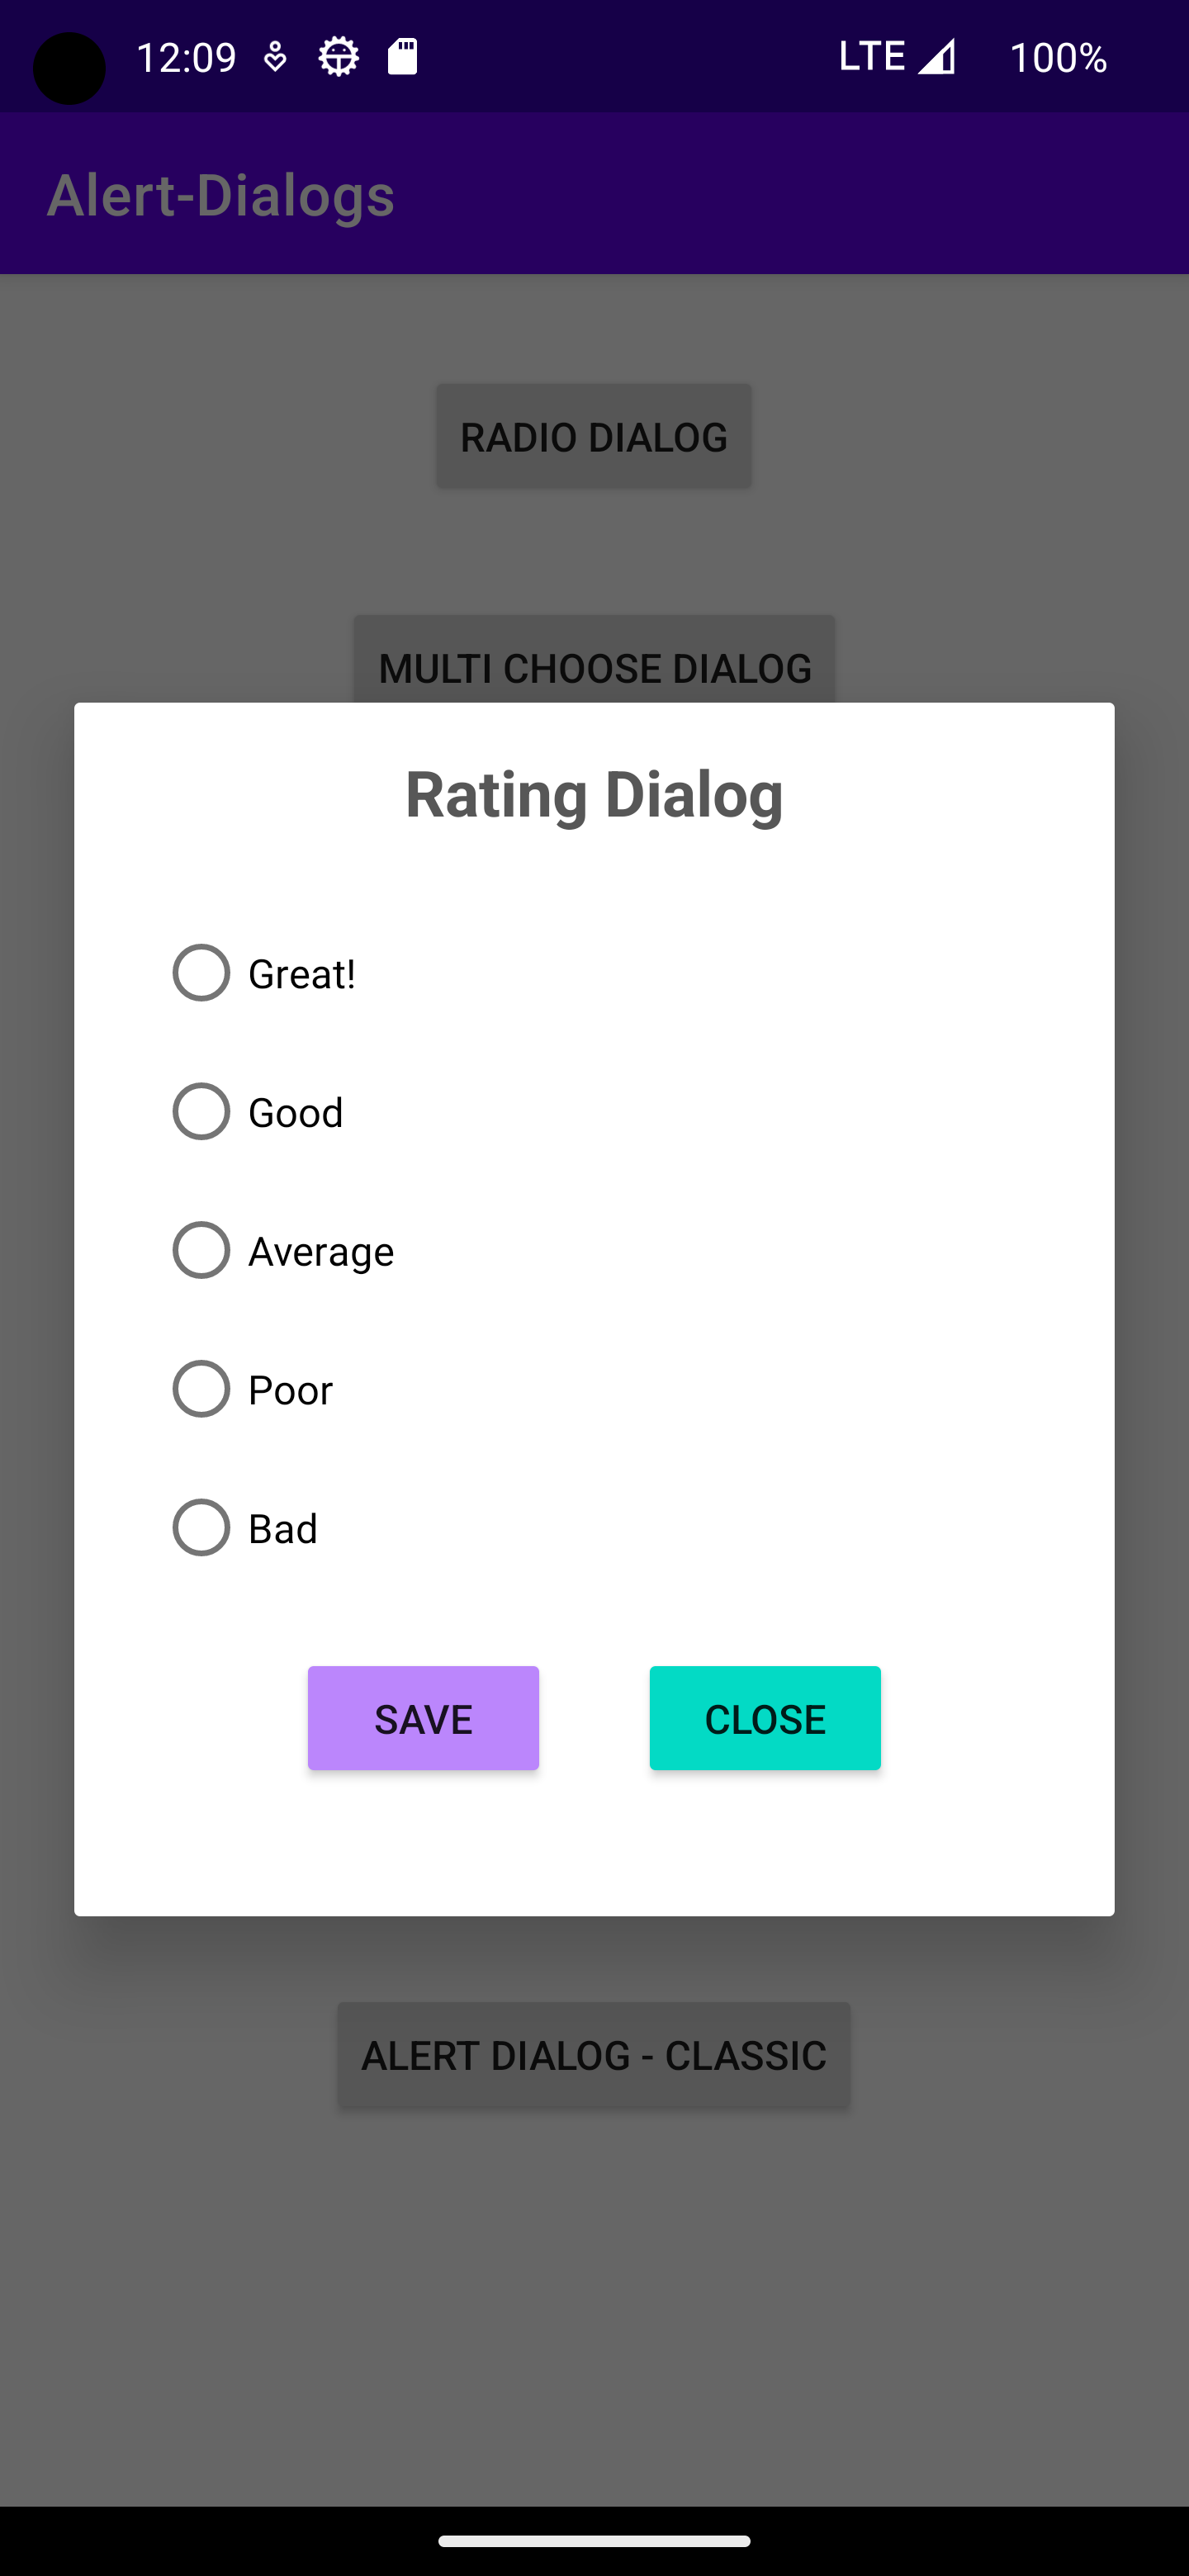 12:09 LTE 100%
Alert-Dialogs
RADIO DIALOG
MULTI CHOOSE DIALOG
Rating Dialog
Great!
Good
Average
Poor
Bad
SAVE CLOSE
ALERT DIALOG - CLASSIC